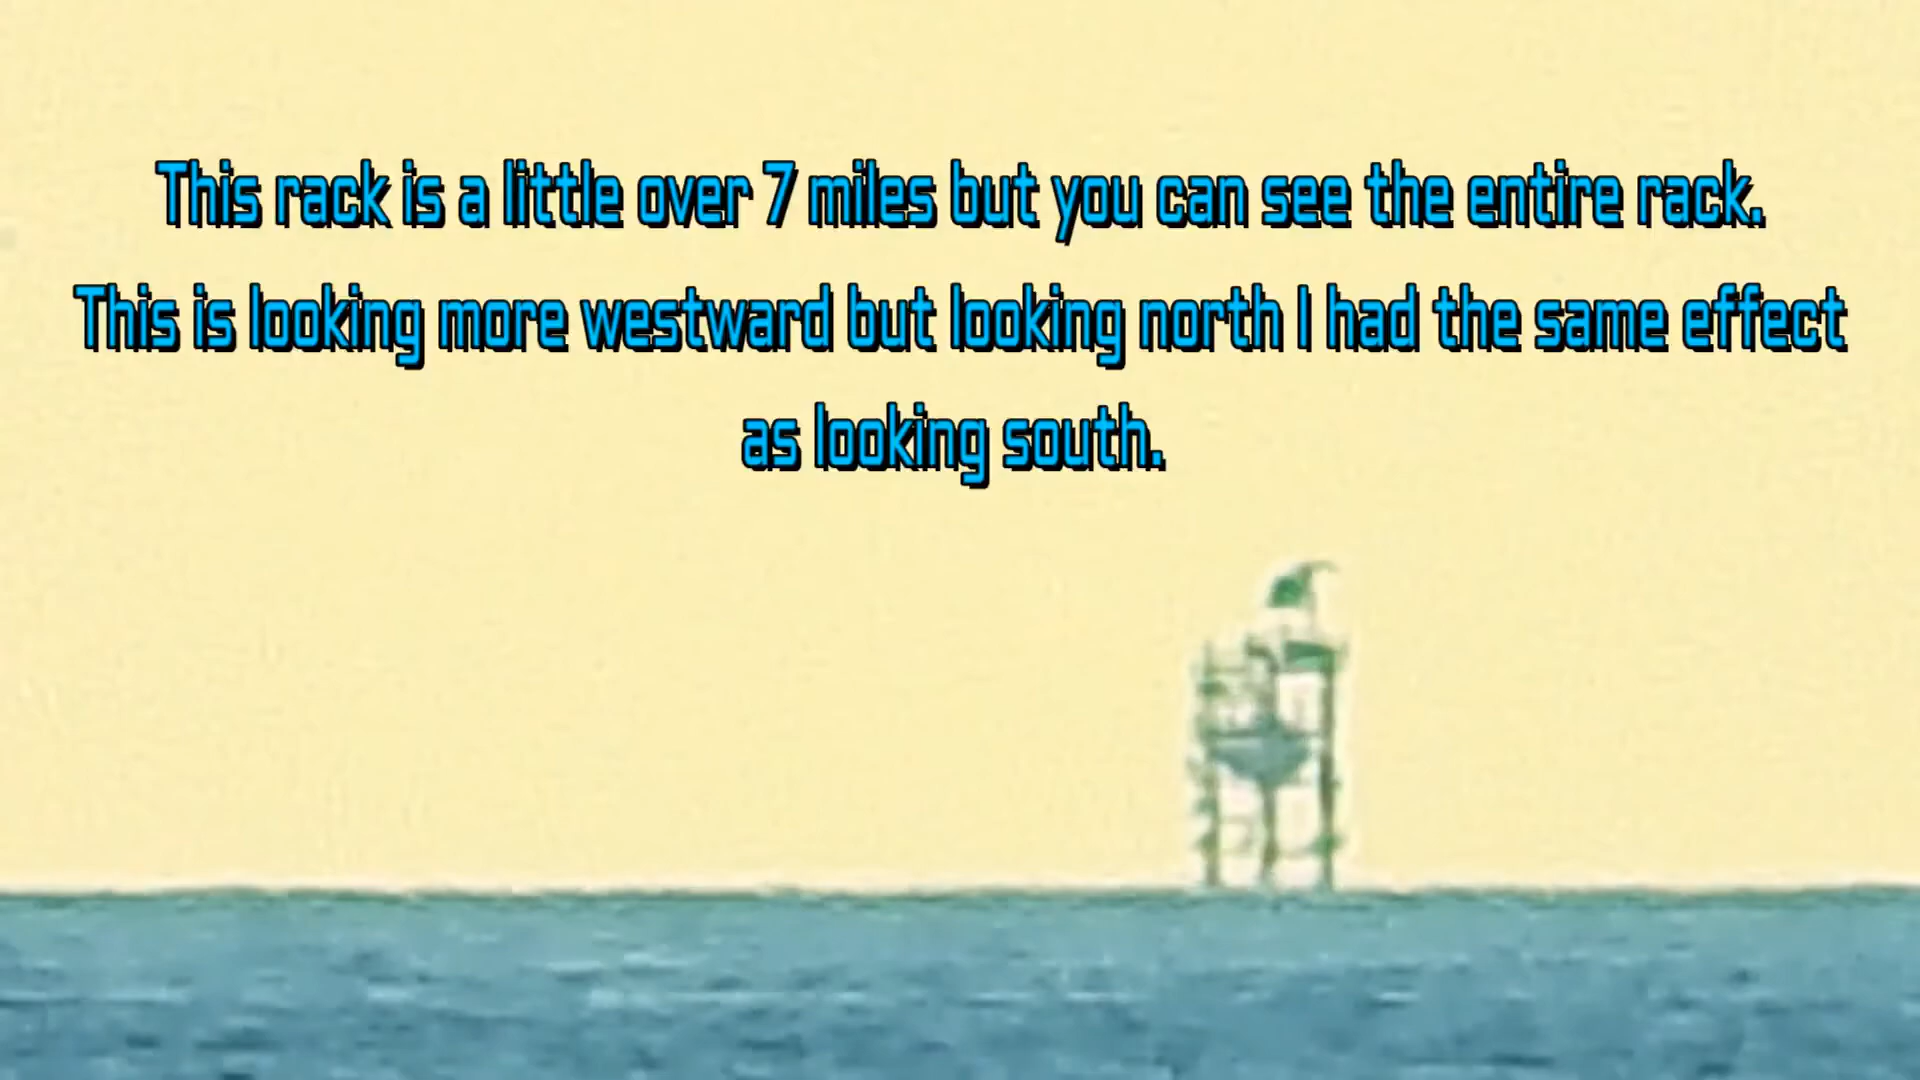 This rack is a little over 7 miles but you can see the entire rack.
This is looking more westward but looking north I had the same effect
as looking south.